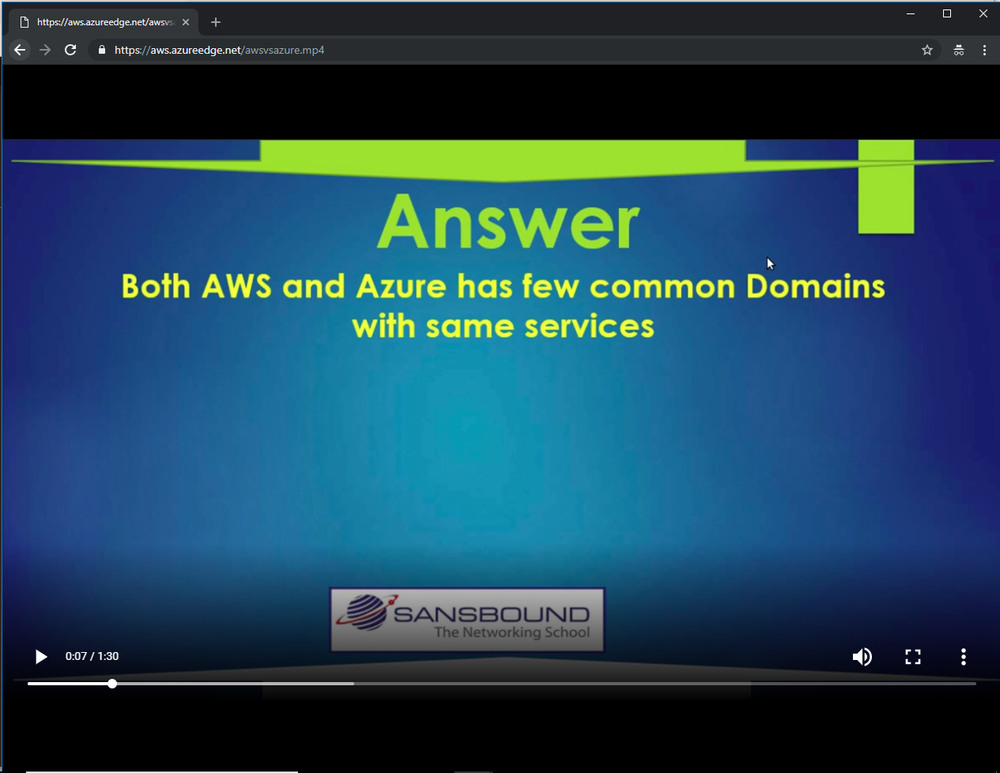 https://aws.azureedge.net/awsvs
https://aws.azureedge.net/awsvsazure.mp4
Answer
Both AWS and Azure has few common Domains
with same services
SANSBOUND
The Networking School
0:07 / 1:30